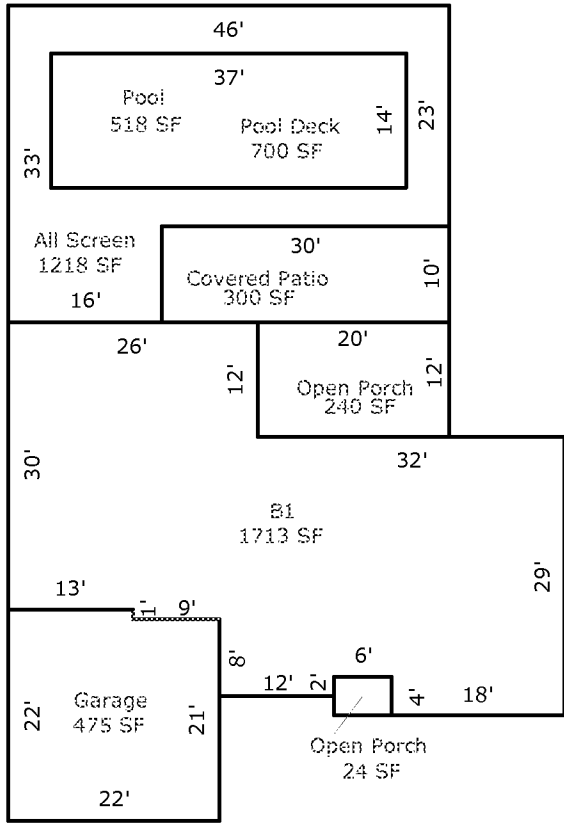 46'
37'
Pool
518 SF
Pool Deck
700 SF
14'
23'
33'
All Screen
1218 SF
30'
Covered Patio
300 SF
10'
16'
26'
20'
12'
12'
Open Porch
240 SF
32'
30'
B1
1713 SF
29'
13'
1'
9'
8'
6'
12'
2'
4'
18'
Garage
475 SF
22'
21'
Open Porch
24 SF
22'